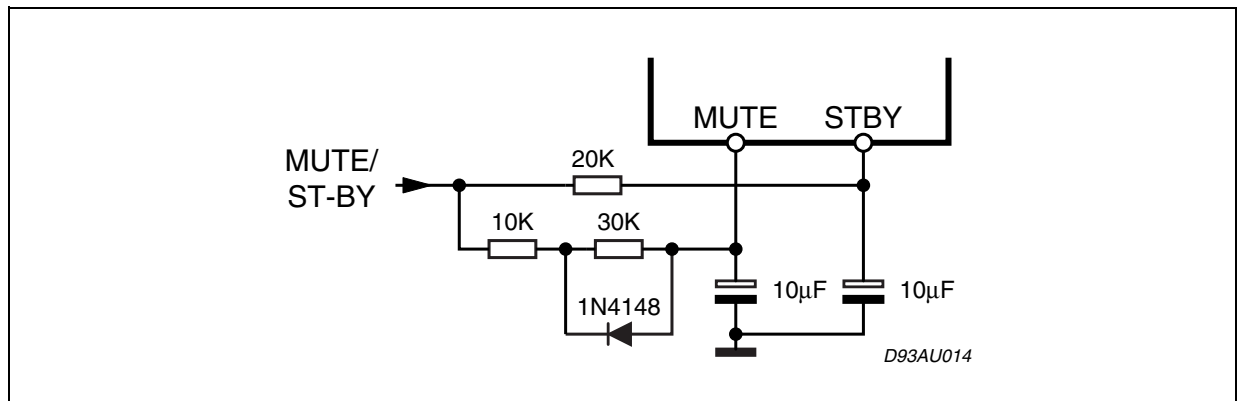 MUTE STBY
MUTE/
ST-BY
20K
10K 30K
1N4148
10μF 10μF
D93AU014